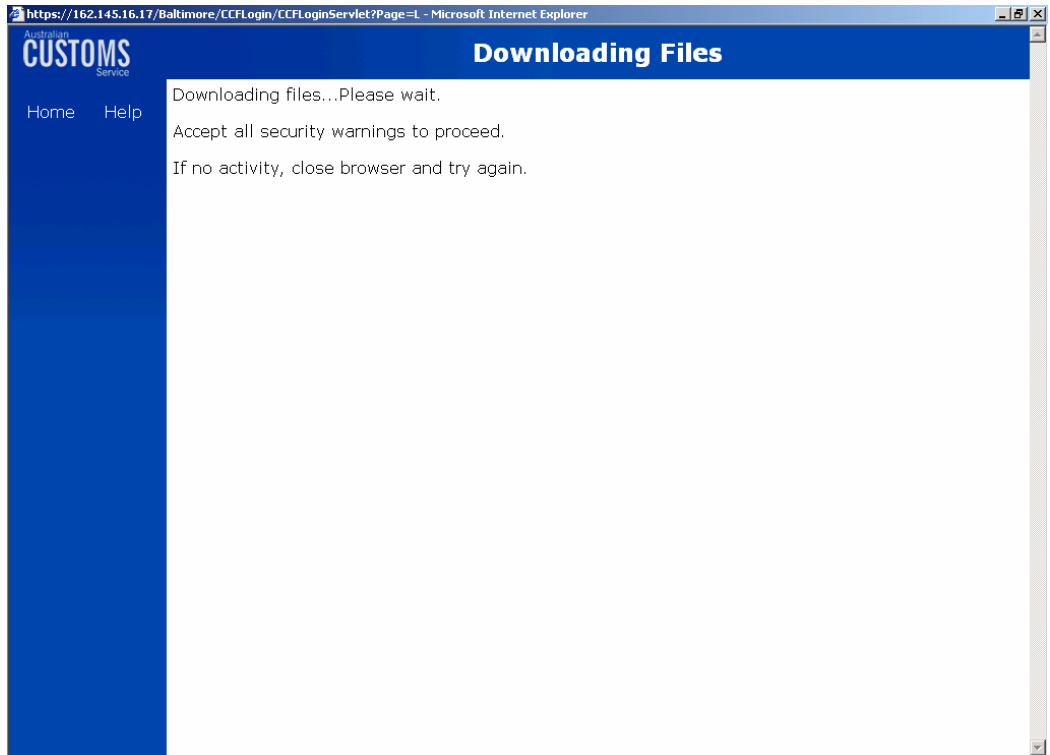 https://162.145.16.17/Baltimore/CCFLogin/CCFLoginServlet?Page=L - Microsoft Internet Explorer
Australian
CUSTOMS
Service
Downloading Files
Home Help
Downloading files...Please wait.
Accept all security warnings to proceed.
If no activity, close browser and try again.